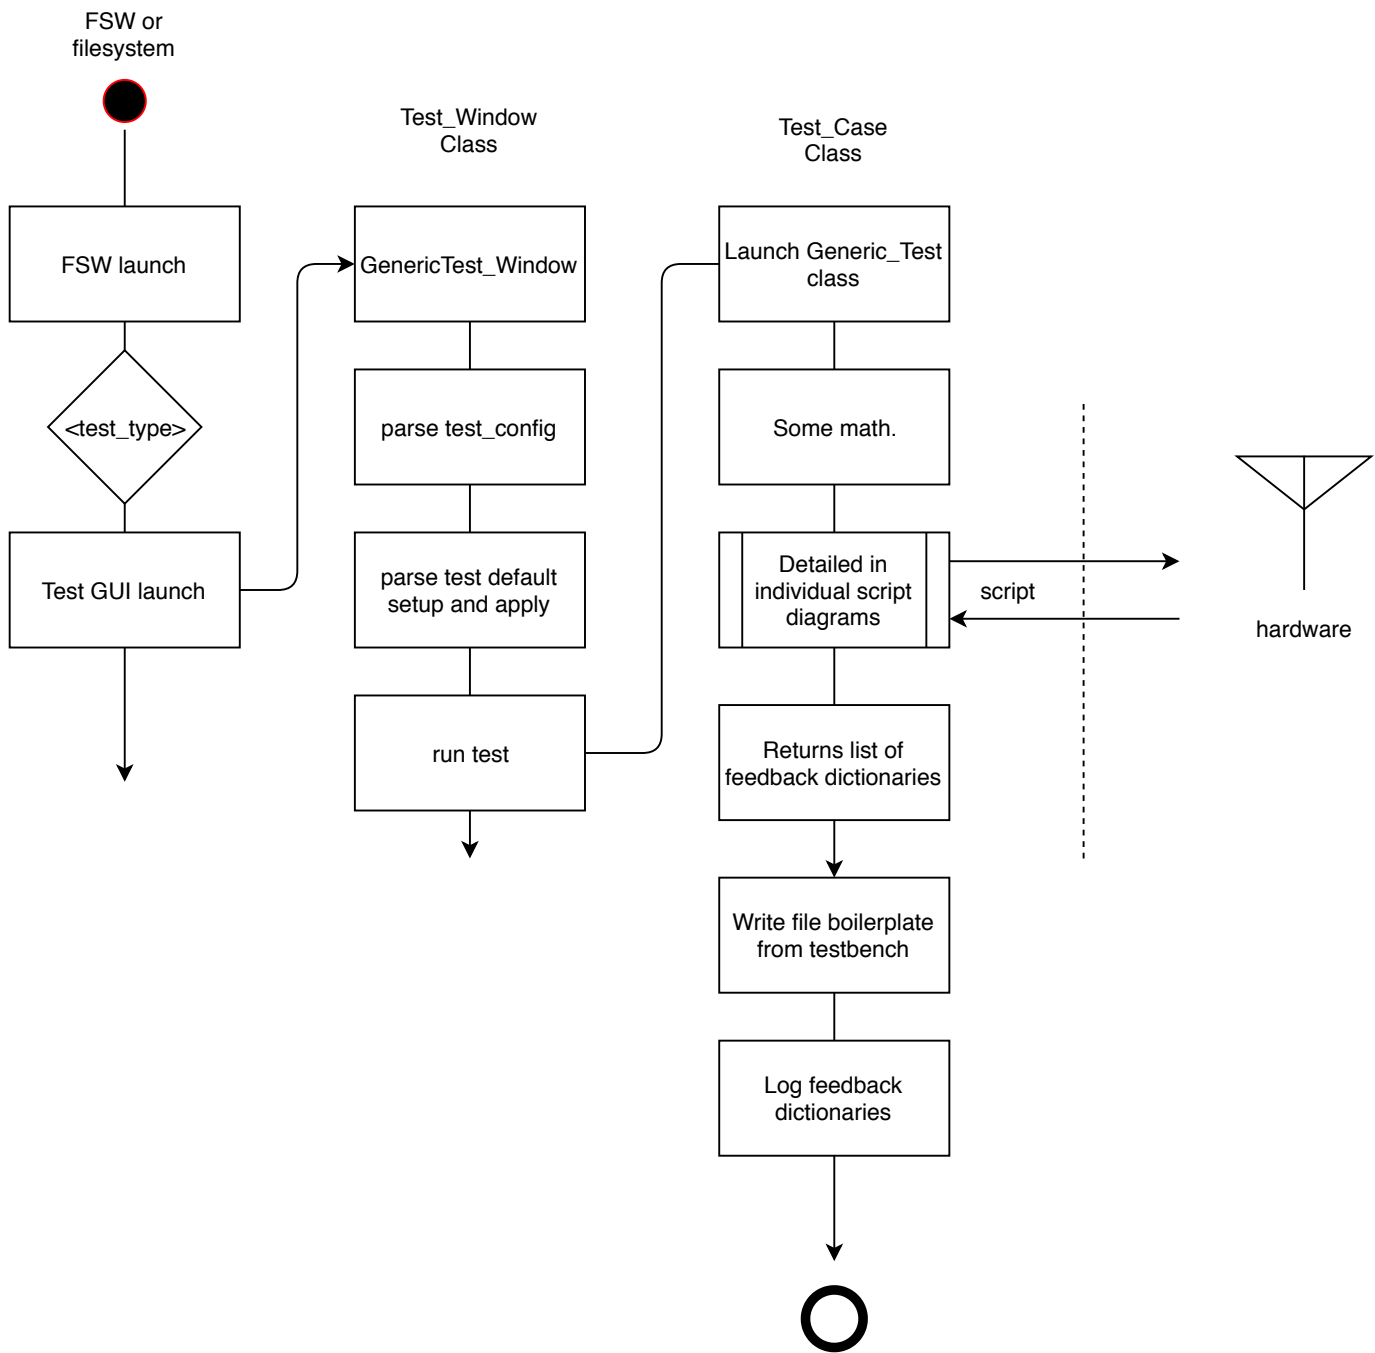 FSW or
filesystem
FSW launch
<test_type>
Test GUI launch
Test_Window
Class
GenericTest_Window
parse test_config
parse test default
setup and apply
run test
Test_Case
Class
Launch Generic_Test
class
Some math.
Detailed in
individual script
diagrams
script
hardware
Returns list of
feedback dictionaries
Write file boilerplate
from testbench
Log feedback
dictionaries